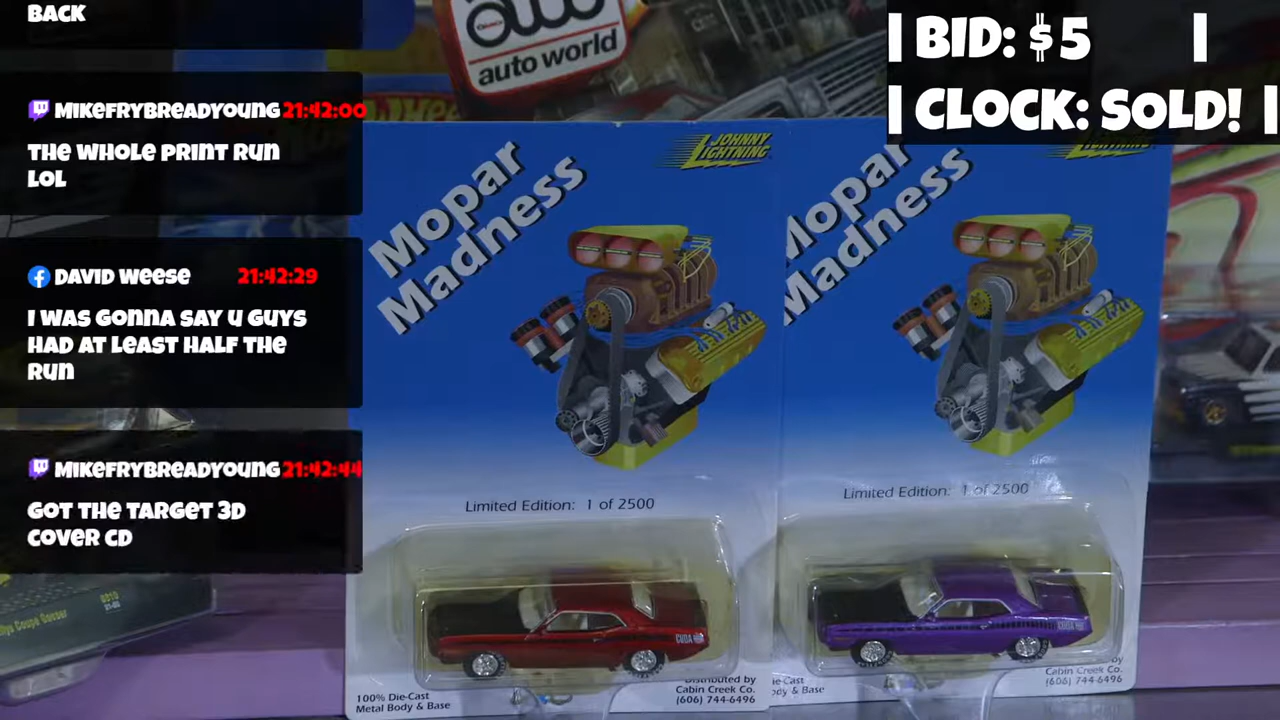 BACK
MIKEFRYBREADYOUNG 21:42:00
THE WHOLE PRINT RUN
LOL
DAVID WEESE 21:42:29
I WAS GONNA SAY U GUYS
HAD AT LEAST HALF THE
RUN
MIKEFRYBREADYOUNG 21:42:44
GOT THE TARGET 3D
COVER CD
| BID: $5 |
| CLOCK: SOLD! |
auto world
JOHNNY
LIGHTNING
Mopar
Madness
Limited Edition: 1 of 2500
CUDA
100% Die-Cast
Metal Body & Base
Distributed by
Cabin Creek Co.
(606) 744-6496
Mopar
Madness
Limited Edition: 1 of 2500
by
Cabin Creek Co.
(606) 744-6496